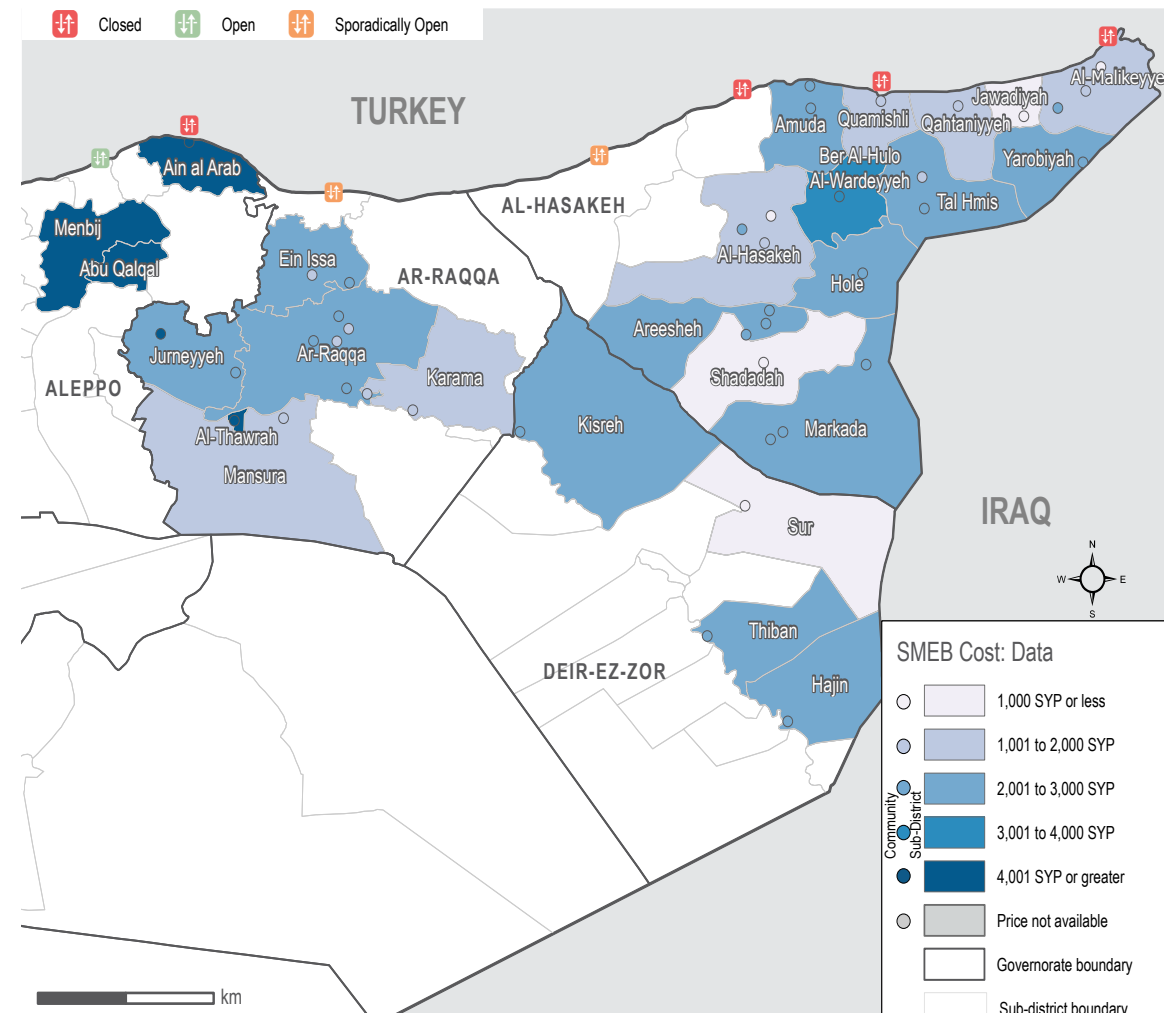 Closed
Open
Sporadically Open
TURKEY
Al-Malikeyye
Jawadiyah
Amuda
Quamishli
Qahtaniyyeh
Ber Al-Hulo
Al-Wardeyyeh
Yarobiyah
Ain al Arab
Tal Hmis
AL-HASAKEH
Menbij
Al-Hasakeh
Abu Qalqal
Ein Issa
AR-RAQQA
Hole
Areesheh
Jurneyyeh
Ar-Raqqa
Karama
Shadadah
ALEPPO
Kisreh
Markada
Al-Thawrah
Mansura
IRAQ
Sur
N
W
E
S
Thiban
DEIR-EZ-ZOR
Hajin
SMEB Cost: Data
1,000 SYP or less
1,001 to 2,000 SYP
2,001 to 3,000 SYP
3,001 to 4,000 SYP
Community
Sub-District
4,001 SYP or greater
Price not available
Governorate boundary
Sub-district boundary
km